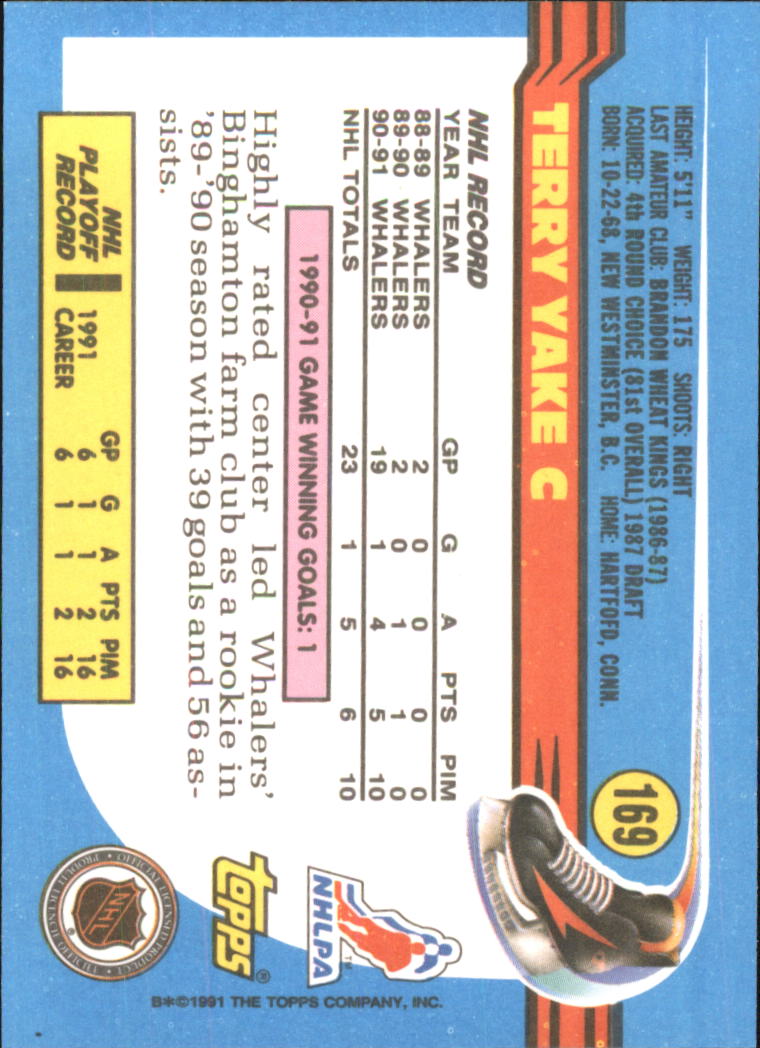 HEIGHT: 5'11" WEIGHT: 175 SHOOTS: RIGHT
LAST AMATEUR CLUB: BRANDON WHEAT KINGS (1986-87)
ACQUIRED: 4th ROUND CHOICE (81st OVERALL) 1987 DRAFT
BORN: 10-22-68, NEW WESTMINSTER, B.C. HOME: HARTFOFD, CONN.
169
TERRY YAKE C
NHL RECORD
YEAR TEAM GP G A PTS PIM
88-89 WHALERS 2 0 0 0 0
89-90 WHALERS 2 0 1 1 0
90-91 WHALERS 19 1 4 5 10
NHL TOTALS 23 1 5 6 10
1990-91 GAME WINNING GOALS: 1
Highly rated center led Whalers'
Binghamton farm club as a rookie in
'89-'90 season with 39 goals and 56 as-
sists.
NHL PLAYOFF RECORD
GP G A PTS PIM
1991 6 1 1 2 16
CAREER 6 1 1 2 16
NHLPA
TM
TOPPS®
NHL
®
B*©1991 THE TOPPS COMPANY, INC.